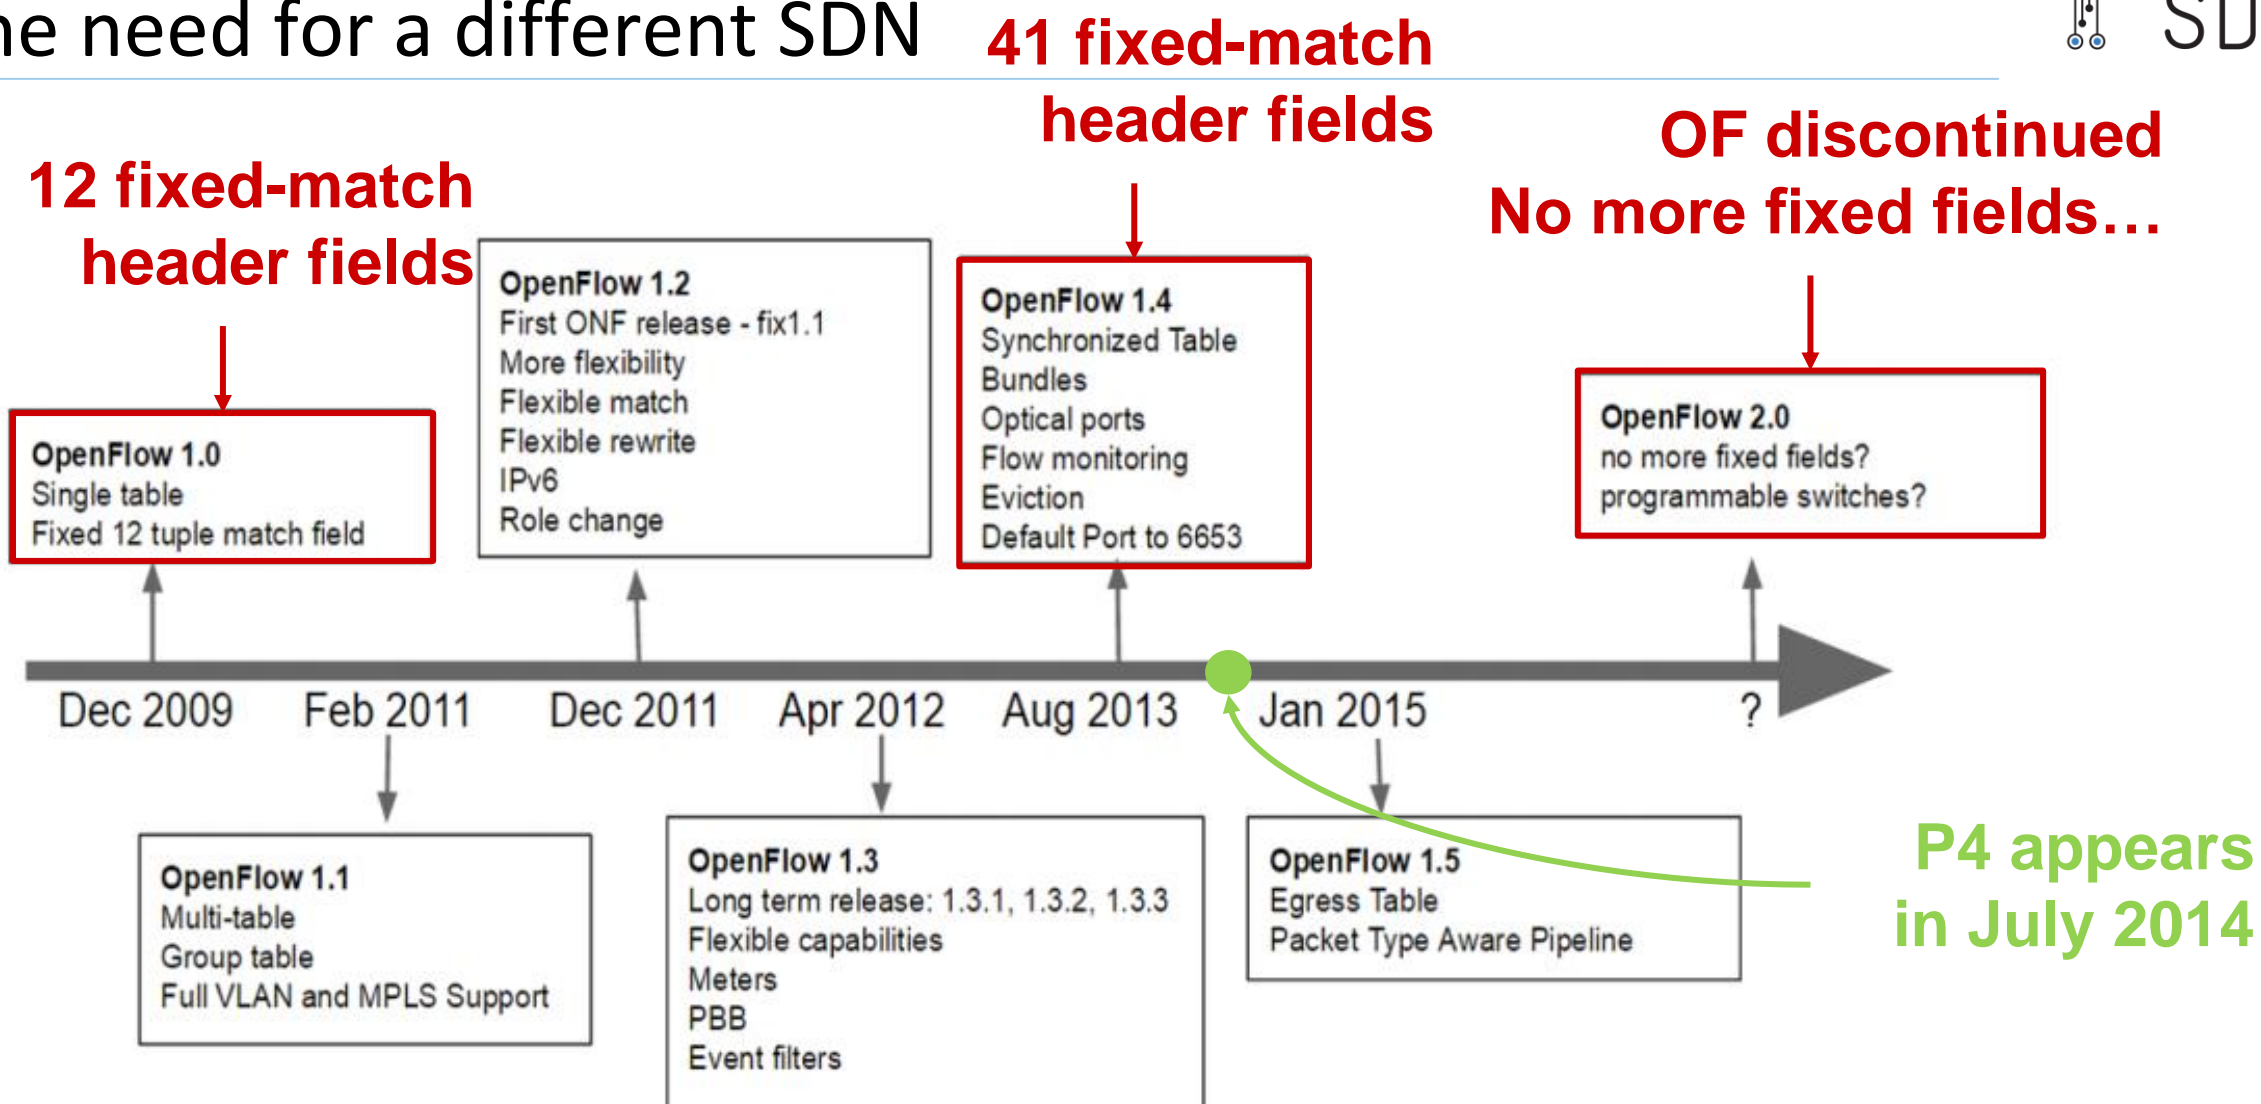 ne need for a different SDN
SD
41 fixed-match
header fields
OF discontinued
No more fixed fields…
12 fixed-match
header fields
OpenFlow 1.2
First ONF release - fix1.1
More flexibility
Flexible match
Flexible rewrite
IPv6
Role change
OpenFlow 1.4
Synchronized Table
Bundles
Optical ports
Flow monitoring
Eviction
Default Port to 6653
OpenFlow 2.0
no more fixed fields?
programmable switches?
OpenFlow 1.0
Single table
Fixed 12 tuple match field
Dec 2009
Feb 2011
Dec 2011
Apr 2012
Aug 2013
Jan 2015
?
OpenFlow 1.1
Multi-table
Group table
Full VLAN and MPLS Support
OpenFlow 1.3
Long term release: 1.3.1, 1.3.2, 1.3.3
Flexible capabilities
Meters
PBB
Event filters
OpenFlow 1.5
Egress Table
Packet Type Aware Pipeline
P4 appears
in July 2014